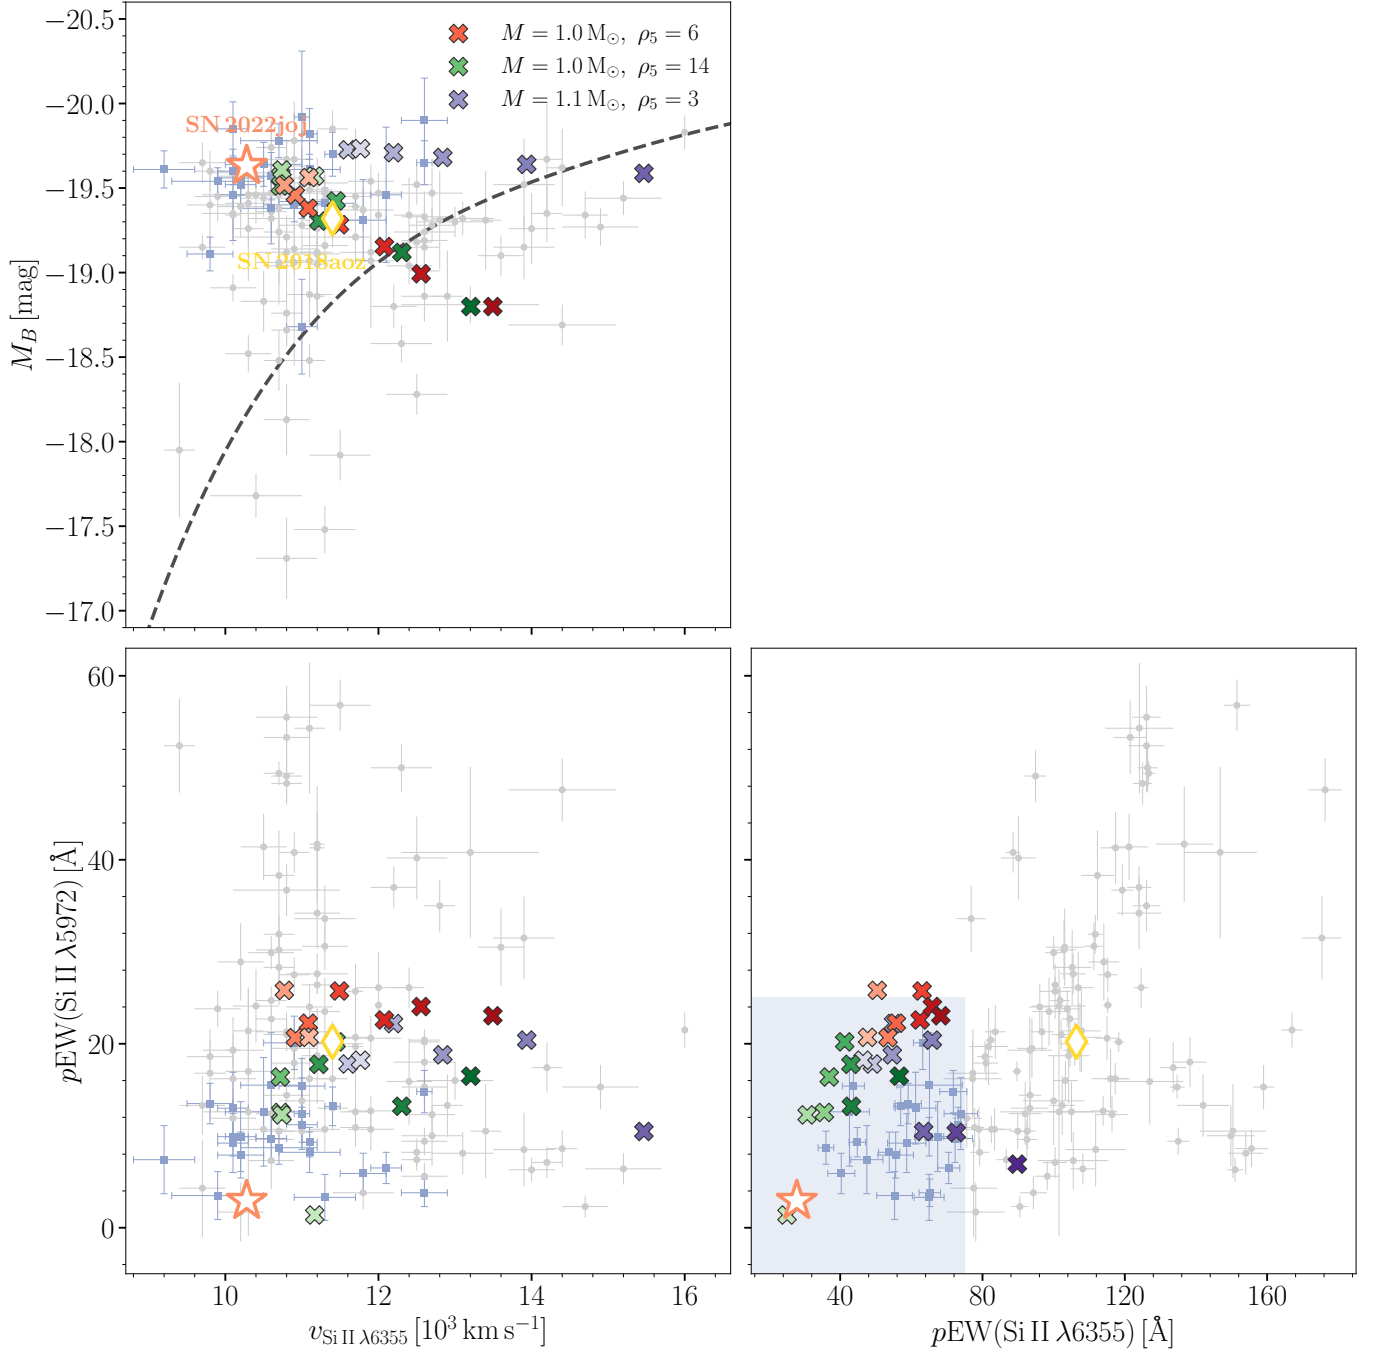 −20.5
−20.0
−19.5
−19.0
−18.5
−18.0
−17.5
−17.0
M_B [mag]
M = 1.0 M⊙, ρ₅ = 6
M = 1.0 M⊙, ρ₅ = 14
M = 1.1 M⊙, ρ₅ = 3
SN 2022joj
SN 2018aoz
60
40
20
0
pEW(Si II λ5972) [Å]
10 12 14 16
v_Si II λ6355 [10³ km s⁻¹]
40 80 120 160
pEW(Si II λ6355) [Å]